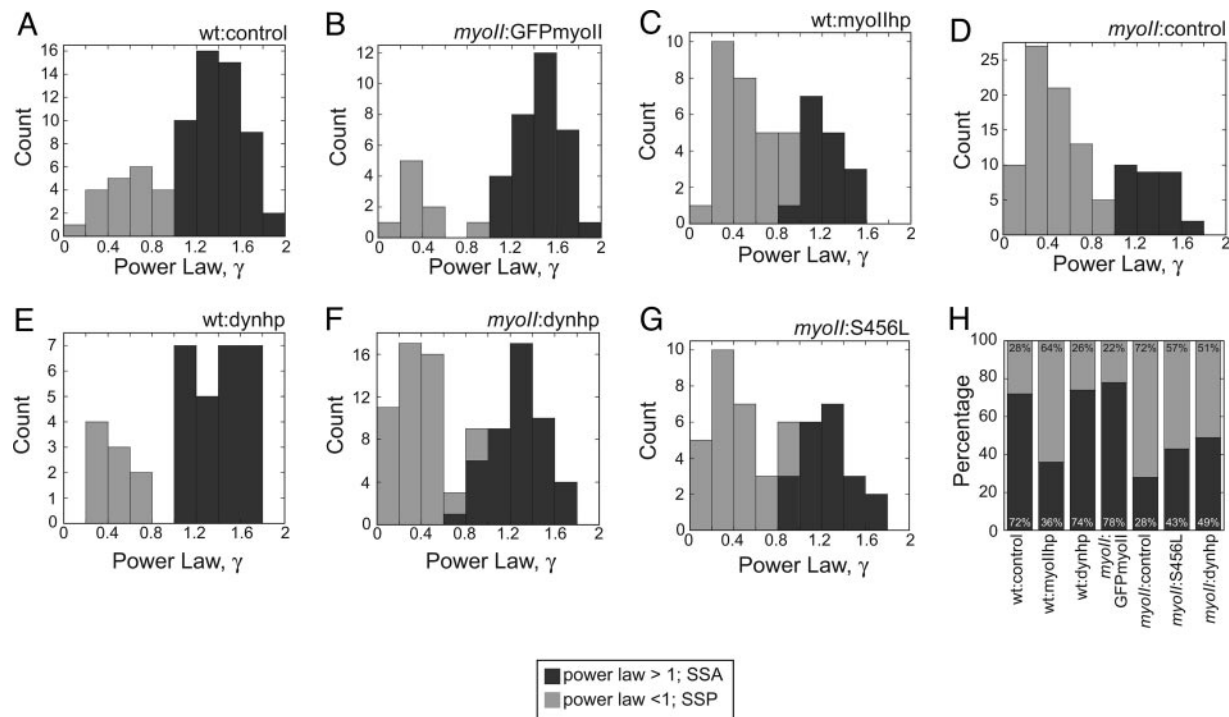 A
wt:control
16
14
12
10
8
6
4
2
0
Count
0 0.4 0.8 1.2 1.6 2
Power Law, γ
B
myoII:GFPmyoII
12
10
8
6
4
2
0
Count
0 0.4 0.8 1.2 1.6 2
Power Law, γ
C
wt:myoIIhp
10
8
6
4
2
0
Count
0 0.4 0.8 1.2 1.6 2
Power Law, γ
D
myoII:control
25
20
15
10
5
0
Count
0 0.4 0.8 1.2 1.6 2
Power Law, γ
E
wt:dynhp
7
6
5
4
3
2
1
0
Count
0 0.4 0.8 1.2 1.6 2
Power Law, γ
F
myoII:dynhp
16
12
8
4
0
Count
0 0.4 0.8 1.2 1.6 2
Power Law, γ
G
myoII:S456L
10
8
6
4
2
0
Count
0 0.4 0.8 1.2 1.6 2
Power Law, γ
H
100
80
60
40
20
0
Percentage
28% 64% 26% 22% 72% 57% 51%
72% 36% 74% 78% 28% 43% 49%
wt:control
wt:myoIIhp
wt:dynhp
myoII:
GFPmyoII
myoII:control
myoII:S456L
myoII:dynhp
power law > 1; SSA
power law <1; SSP